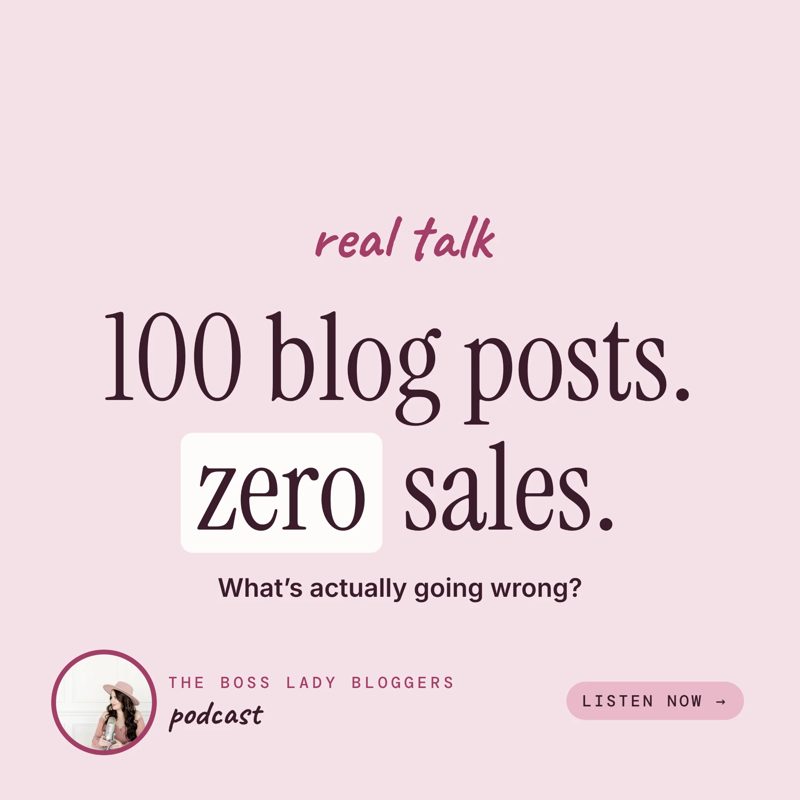 real talk
100 blog posts.
zero sales.
What’s actually going wrong?
THE BOSS LADY BLOGGERS
podcast
LISTEN NOW →